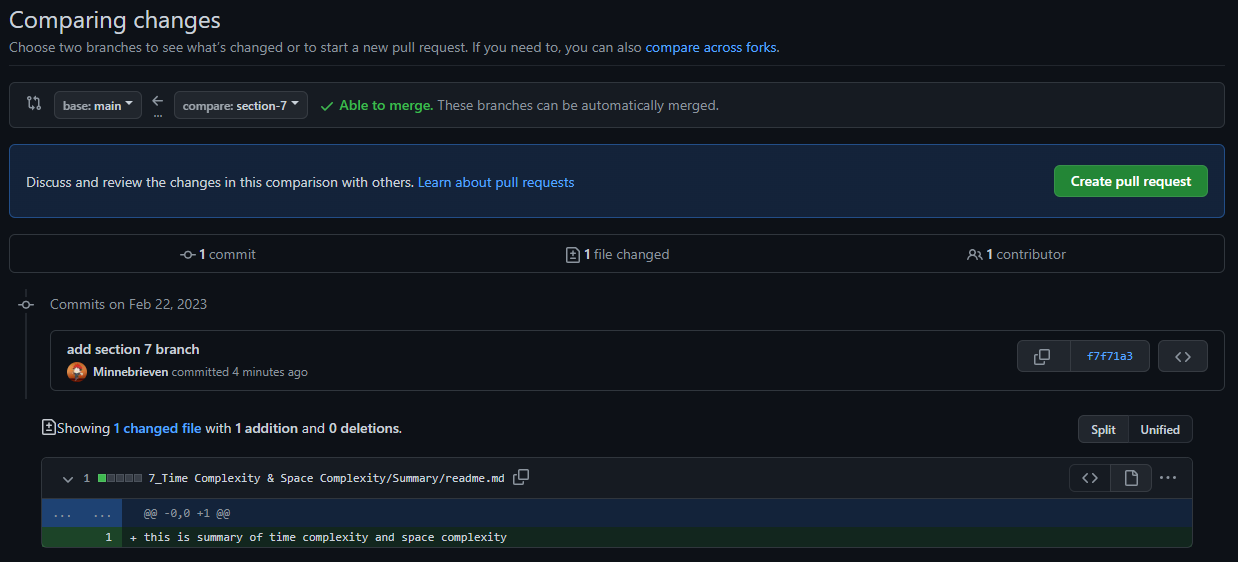 Comparing changes
Choose two branches to see what's changed or to start a new pull request. If you need to, you can also compare across forks.
base: main compare: section-7 Able to merge. These branches can be automatically merged.
Discuss and review the changes in this comparison with others. Learn about pull requests Create pull request
1 commit 1 file changed 1 contributor
Commits on Feb 22, 2023
add section 7 branch
f7f71a3
Minnebrieven committed 4 minutes ago
Showing 1 changed file with 1 addition and 0 deletions. Split Unified
1 7_Time Complexity & Space Complexity/Summary/readme.md
... ... @@ -0,0 +1 @@
1 + this is summary of time complexity and space complexity